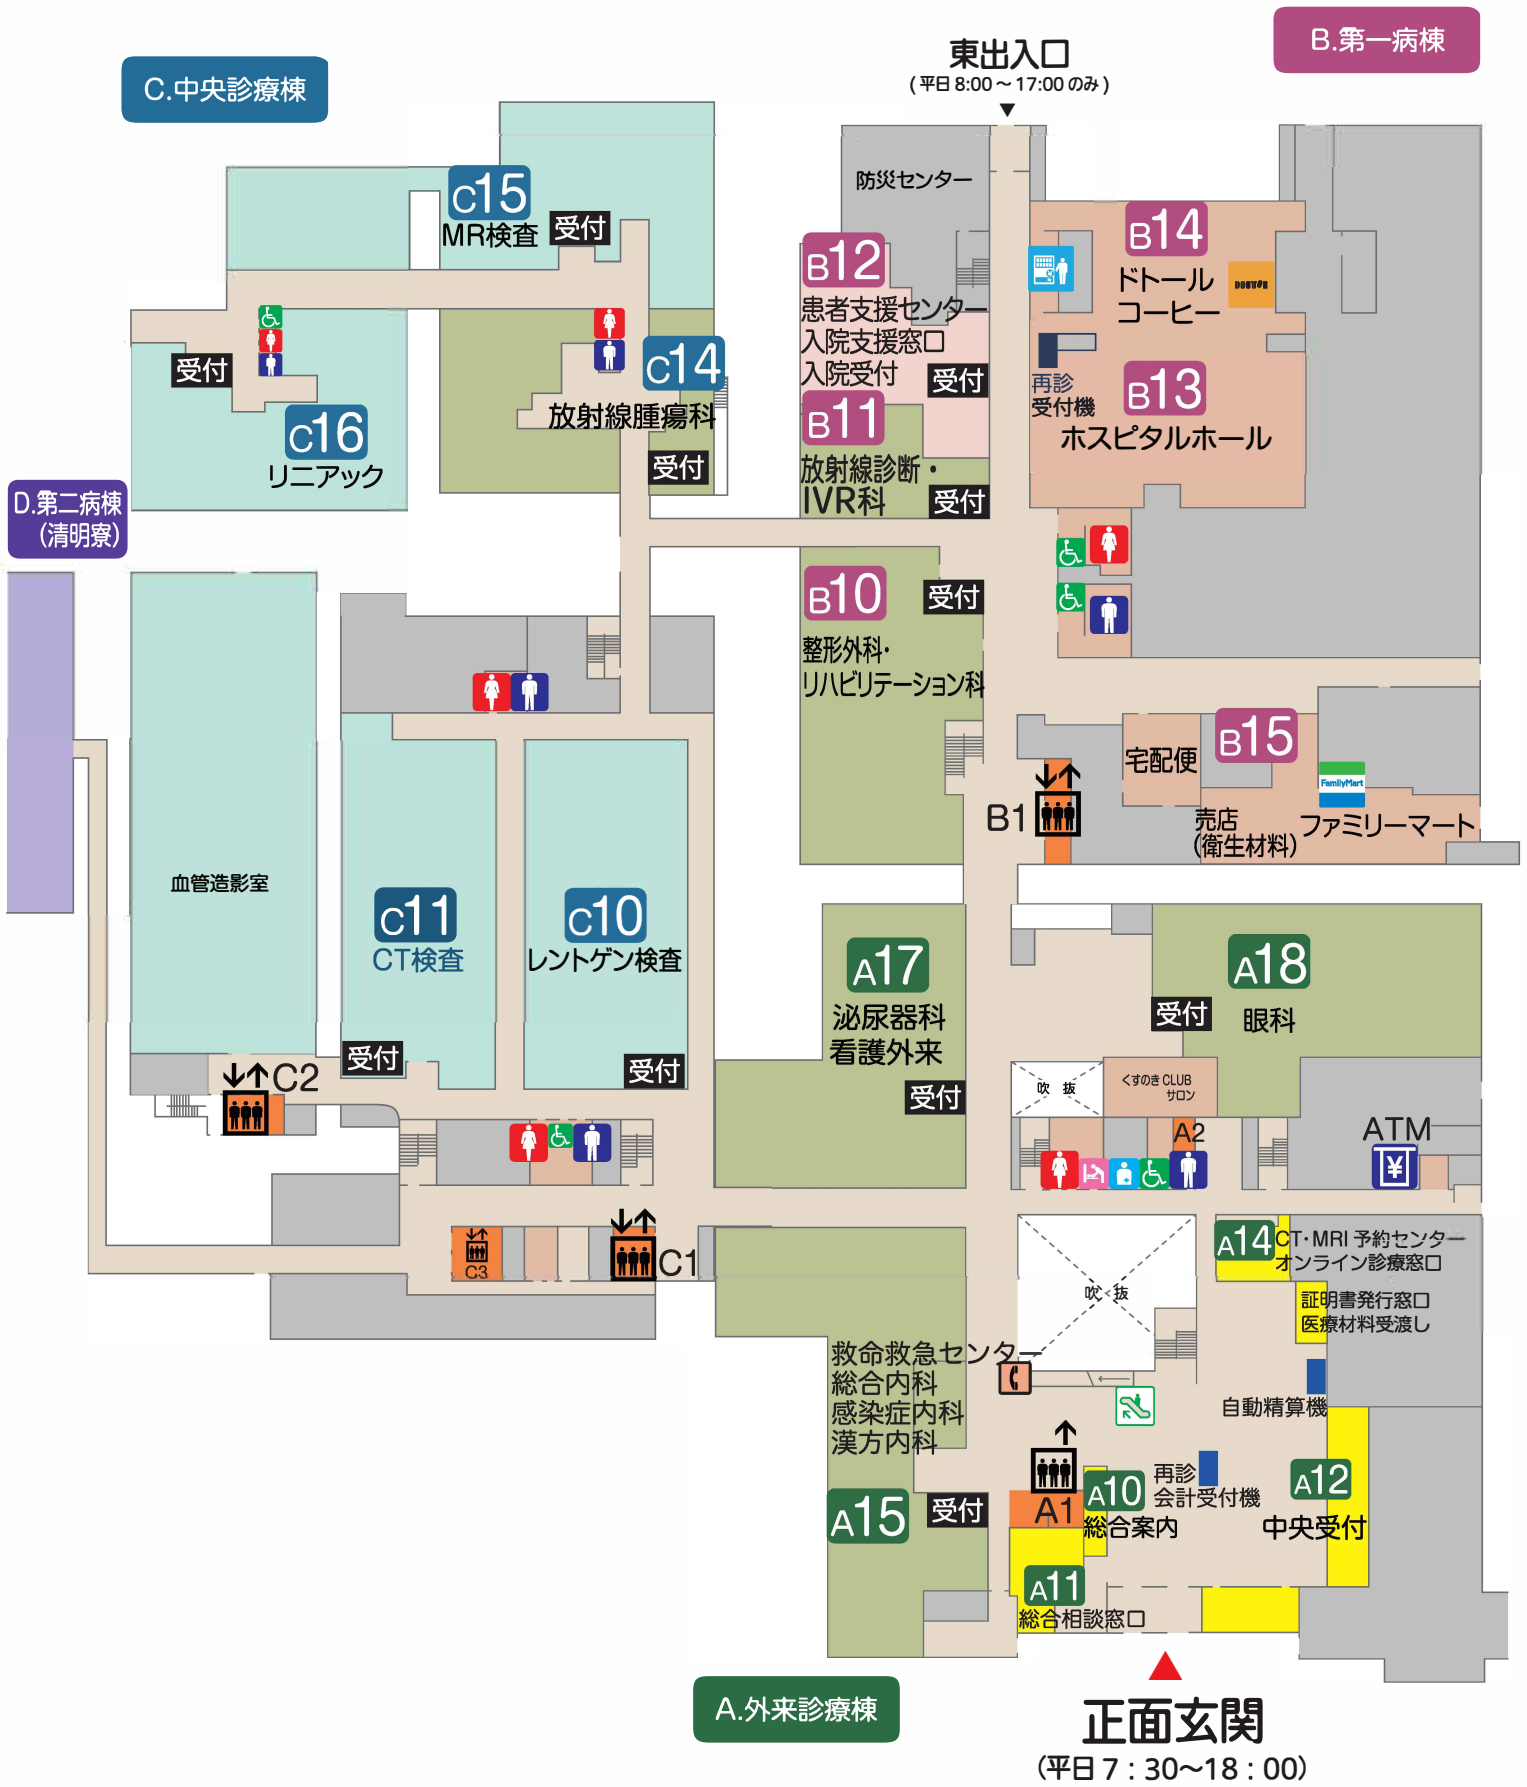 C.中央診療棟
東出入口
(平日8:00～17:00のみ)
B.第一病棟
防災センター
C15
MR検査
受付
B12
患者支援センター
入院支援窓口
入院受付
受付
B14
ドトール
コーヒー
DOUTOR
再診
受付機
B13
ホスピタルホール
受付
C14
放射線腫瘍科
受付
C16
リニアック
B11
放射線診断・
IVR科
受付
D.第二病棟
(清明寮)
B10
受付
整形外科・
リハビリテーション科
宅配便
B15
FamilyMart
B1
売店
(衛生材料)
ファミリーマート
血管造影室
C11
CT検査
受付
C10
レントゲン検査
受付
A17
泌尿器科
看護外来
受付
A18
受付
眼科
C2
吹抜
くすのきCLUB
サロン
A2
ATM
¥
C3
C1
吹抜
A14
CT・MRI予約センター
オンライン診療窓口
証明書発行窓口
医療材料受渡し
救命救急センター
総合内科
感染症内科
漢方内科
自動精算機
A15
受付
A1
A10
総合案内
再診
会計受付機
A12
中央受付
A11
総合相談窓口
A.外来診療棟
正面玄関
(平日7：30～18：00)